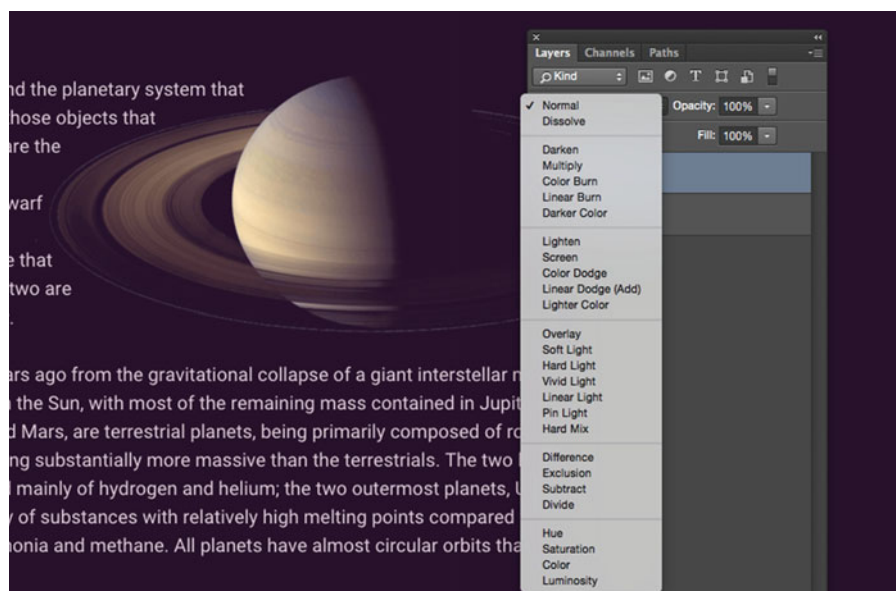 nd the planetary system that
hose objects that
are the
warf
e that
two are
.
ars ago from the gravitational collapse of a giant interstellar
the Sun, with most of the remaining mass contained in Jupit
d Mars, are terrestrial planets, being primarily composed of
ng substantially more massive than the terrestrials. The two
mainly of hydrogen and helium; the two outermost planets,
y of substances with relatively high melting points compared
onia and methane. All planets have almost circular orbits tha
Layers Channels Paths
Kind
Opacity: 100%
Fill: 100%
Normal
Dissolve
Darken
Multiply
Color Burn
Linear Burn
Darker Color
Lighten
Screen
Color Dodge
Linear Dodge (Add)
Lighter Color
Overlay
Soft Light
Hard Light
Vivid Light
Linear Light
Pin Light
Hard Mix
Difference
Exclusion
Subtract
Divide
Hue
Saturation
Color
Luminosity